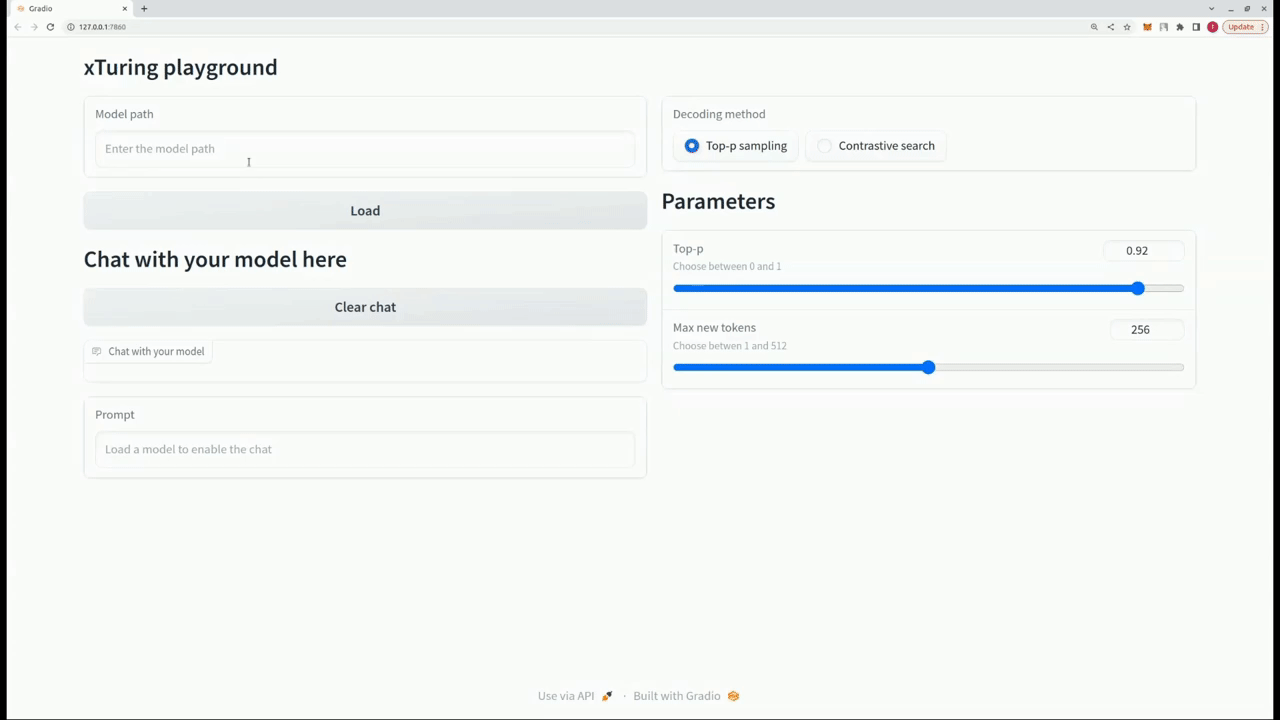 Gradio
127.0.0.1:7860
Update
xTuring playground
Model path
Enter the model path
Load
Chat with your model here
Clear chat
Chat with your model
Prompt
Load a model to enable the chat
Decoding method
Top-p sampling
Contrastive search
Parameters
Top-p
0.92
Choose between 0 and 1
Max new tokens
256
Choose betwen 1 and 512
Use via API · Built with Gradio